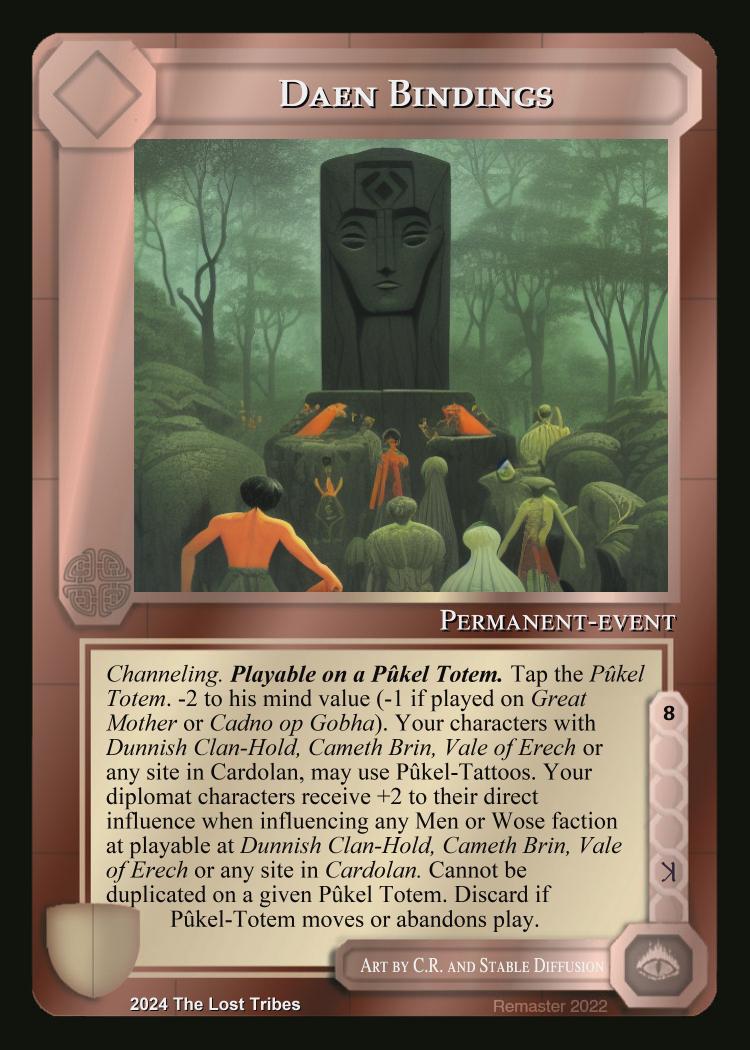 Daen Bindings
Permanent-event
Channeling. Playable on a Pûkel Totem. Tap the Pûkel
Totem. -2 to his mind value (-1 if played on Great
Mother or Cadno op Gobha). Your characters with
Dunnish Clan-Hold, Cameth Brin, Vale of Erech or
any site in Cardolan, may use Pûkel-Tattoos. Your
diplomat characters receive +2 to their direct
influence when influencing any Men or Wose faction
at playable at Dunnish Clan-Hold, Cameth Brin, Vale
of Erech or any site in Cardolan. Cannot be
duplicated on a given Pûkel Totem. Discard if
Pûkel-Totem moves or abandons play.
8
Art by C.R. and Stable Diffusion
2024 The Lost Tribes
Remaster 2022